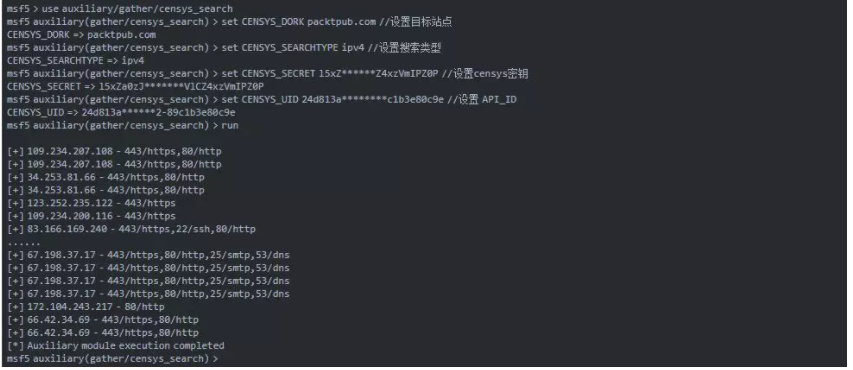 msf5 > use auxiliary/gather/censys_search
msf5 auxiliary(gather/censys_search) > set CENSYS_DORK packtpub.com //设置目标站点
CENSYS_DORK => packtpub.com
msf5 auxiliary(gather/censys_search) > set CENSYS_SEARCHTYPE ipv4 //设置搜索类型
CENSYS_SEARCHTYPE => ipv4
msf5 auxiliary(gather/censys_search) > set CENSYS_SECRET l5xZ******Z4xzVmIPZ0P //设置censys密钥
CENSYS_SECRET => l5xZa0zJ*******VlCZ4xzVmIPZ0P
msf5 auxiliary(gather/censys_search) > set CENSYS_UID 24d813a********c1b3e80c9e //设置 API_ID
CENSYS_UID => 24d813a******2-89c1b3e80c9e
msf5 auxiliary(gather/censys_search) > run
[+] 109.234.207.108 - 443/https,80/http
[+] 109.234.207.108 - 443/https,80/http
[+] 34.253.81.66 - 443/https,80/http
[+] 34.253.81.66 - 443/https,80/http
[+] 123.252.235.122 - 443/https
[+] 109.234.200.116 - 443/https
[+] 83.166.169.240 - 443/https,22/ssh,80/http
......
[+] 67.198.37.17 - 443/https,80/http,25/smtp,53/dns
[+] 67.198.37.17 - 443/https,80/http,25/smtp,53/dns
[+] 67.198.37.17 - 443/https,80/http,25/smtp,53/dns
[+] 67.198.37.17 - 443/https,80/http,25/smtp,53/dns
[+] 172.104.243.217 - 80/http
[+] 66.42.34.69 - 443/https,80/http
[+] 66.42.34.69 - 443/https,80/http
[*] Auxiliary module execution completed
msf5 auxiliary(gather/censys_search) >